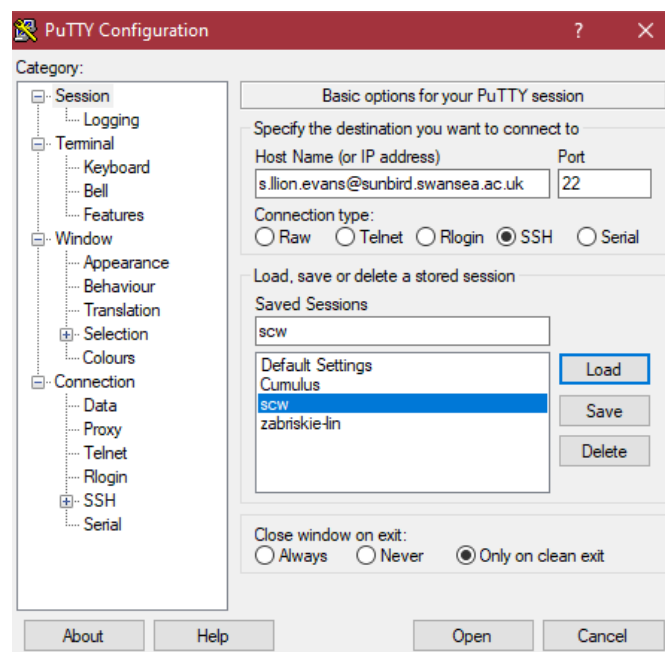 PuTTY Configuration
?
Category:
Session
Logging
Terminal
Keyboard
Bell
Features
Window
Appearance
Behaviour
Translation
Selection
Colours
Connection
Data
Proxy
Telnet
Rlogin
SSH
Serial
Basic options for your PuTTY session
Specify the destination you want to connect to
Host Name (or IP address) Port
s.llion.evans@sunbird.swansea.ac.uk 22
Connection type:
Raw Telnet Rlogin SSH Serial
Load, save or delete a stored session
Saved Sessions
scw
Default Settings
Cumulus
scw
zabriskie-lin
Load
Save
Delete
Close window on exit:
Always Never Only on clean exit
About Help Open Cancel